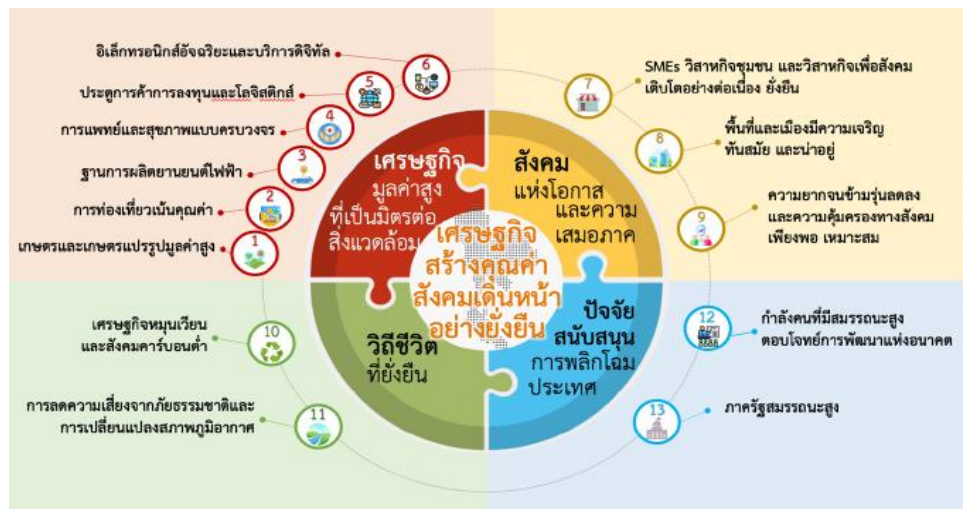 6
อิเล็กทรอนิกส์อัจฉริยะและบริการดิจิทัล
5
ประตูการค้าการลงทุนและโลจิสติกส์
4
การแพทย์และสุขภาพแบบครบวงจร
3
ฐานการผลิตยานยนต์ไฟฟ้า
2
การท่องเที่ยวเน้นคุณค่า
1
เกษตรและเกษตรแปรรูปมูลค่าสูง
เศรษฐกิจ
มูลค่าสูง
ที่เป็นมิตรต่อ
สิ่งแวดล้อม
7
SMEs วิสาหกิจชุมชน และวิสาหกิจเพื่อสังคม
เติบโตอย่างต่อเนื่อง ยั่งยืน
8
พื้นที่และเมืองมีความเจริญ
ทันสมัย และน่าอยู่
9
ความยากจนข้ามรุ่นลดลง
และความคุ้มครองทางสังคม
เพียงพอ เหมาะสม
สังคม
แห่งโอกาส
และความ
เสมอภาค
เศรษฐกิจ
สร้างคุณค่า
สังคมเดินหน้า
อย่างยั่งยืน
10
เศรษฐกิจหมุนเวียน
และสังคมคาร์บอนต่ำ
11
การลดความเสี่ยงจากภัยธรรมชาติและ
การเปลี่ยนแปลงสภาพภูมิอากาศ
วิถีชีวิต
ที่ยั่งยืน
ปัจจัย
สนับสนุน
การพลิกโฉม
ประเทศ
12
กำลังคนที่มีสมรรถนะสูง
ตอบโจทย์การพัฒนาแห่งอนาคต
13
ภาครัฐสมรรถนะสูง